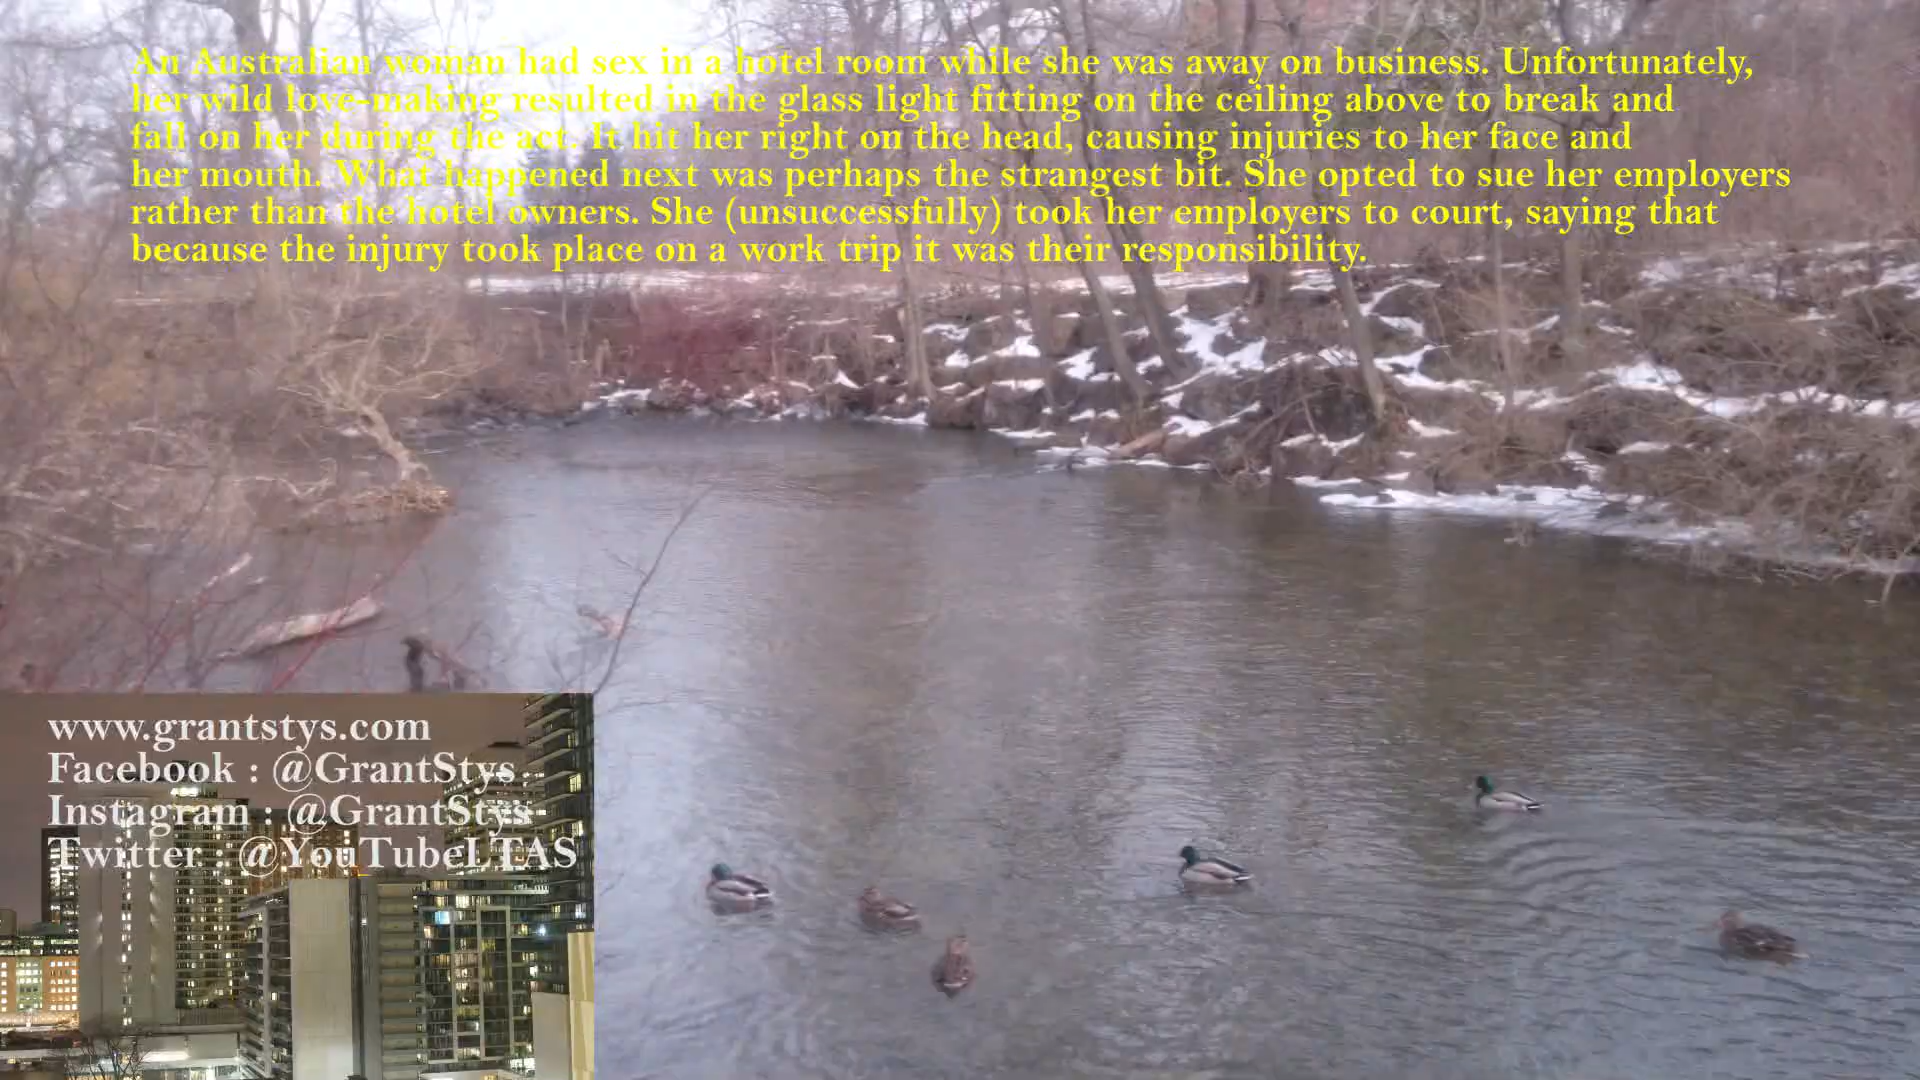 An Australian woman had sex in a hotel room while she was away on business. Unfortunately,
her wild love-making resulted in the glass light fitting on the ceiling above to break and
fall on her during the act. It hit her right on the head, causing injuries to her face and
her mouth. What happened next was perhaps the strangest bit. She opted to sue her employers
rather than the hotel owners. She (unsuccessfully) took her employers to court, saying that
because the injury took place on a work trip it was their responsibility.
www.grantstys.com
Facebook : @GrantStys
Instagram : @GrantStys
Twitter : @YouTubeLTAS